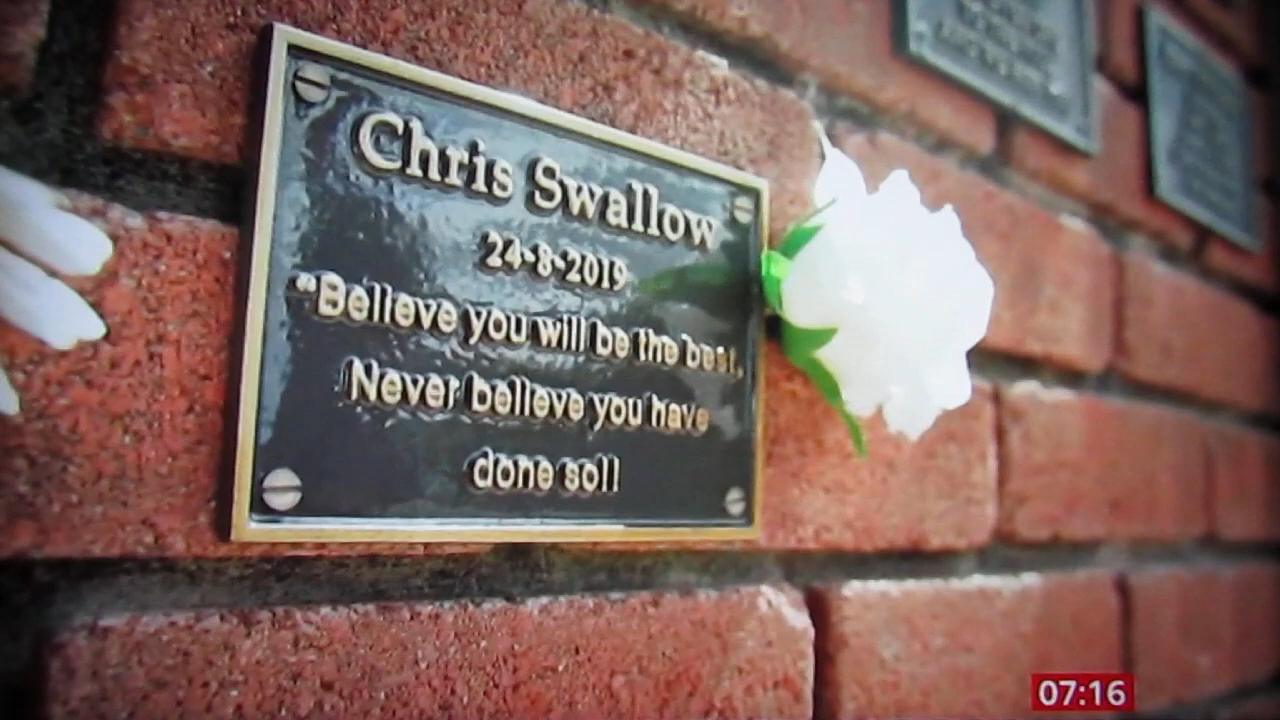 Chris Swallow
24-8-2019
"Believe you will be the best,
Never believe you have
done so!!
07:16